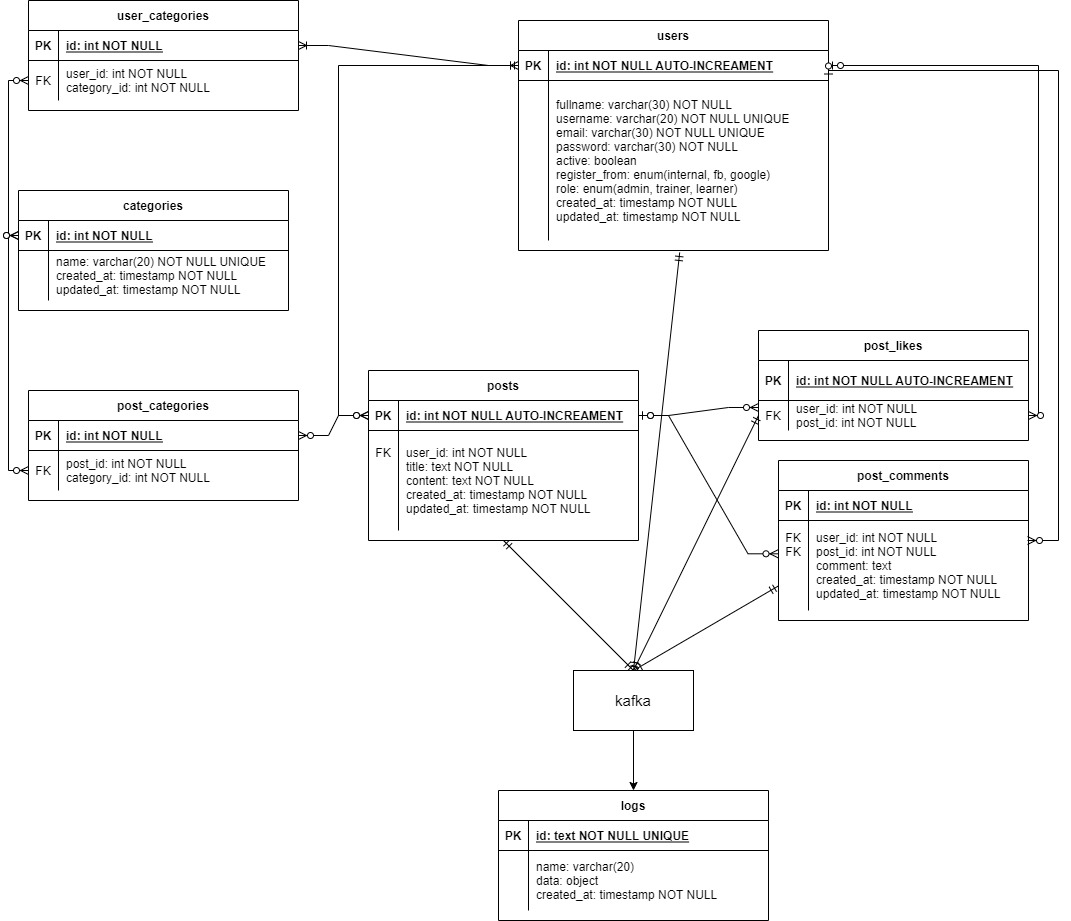 user_categories
PK
id: int NOT NULL
FK
user_id: int NOT NULL
category_id: int NOT NULL
users
PK
id: int NOT NULL AUTO-INCREAMENT
fullname: varchar(30) NOT NULL
username: varchar(20) NOT NULL UNIQUE
email: varchar(30) NOT NULL UNIQUE
password: varchar(30) NOT NULL
active: boolean
register_from: enum(internal, fb, google)
role: enum(admin, trainer, learner)
created_at: timestamp NOT NULL
updated_at: timestamp NOT NULL
categories
PK
id: int NOT NULL
name: varchar(20) NOT NULL UNIQUE
created_at: timestamp NOT NULL
updated_at: timestamp NOT NULL
post_likes
PK
id: int NOT NULL AUTO-INCREAMENT
FK
user_id: int NOT NULL
post_id: int NOT NULL
posts
PK
id: int NOT NULL AUTO-INCREAMENT
FK
user_id: int NOT NULL
title: text NOT NULL
content: text NOT NULL
created_at: timestamp NOT NULL
updated_at: timestamp NOT NULL
post_categories
PK
id: int NOT NULL
FK
post_id: int NOT NULL
category_id: int NOT NULL
post_comments
PK
id: int NOT NULL
FK
user_id: int NOT NULL
FK
post_id: int NOT NULL
comment: text
created_at: timestamp NOT NULL
updated_at: timestamp NOT NULL
kafka
logs
PK
id: text NOT NULL UNIQUE
name: varchar(20)
data: object
created_at: timestamp NOT NULL